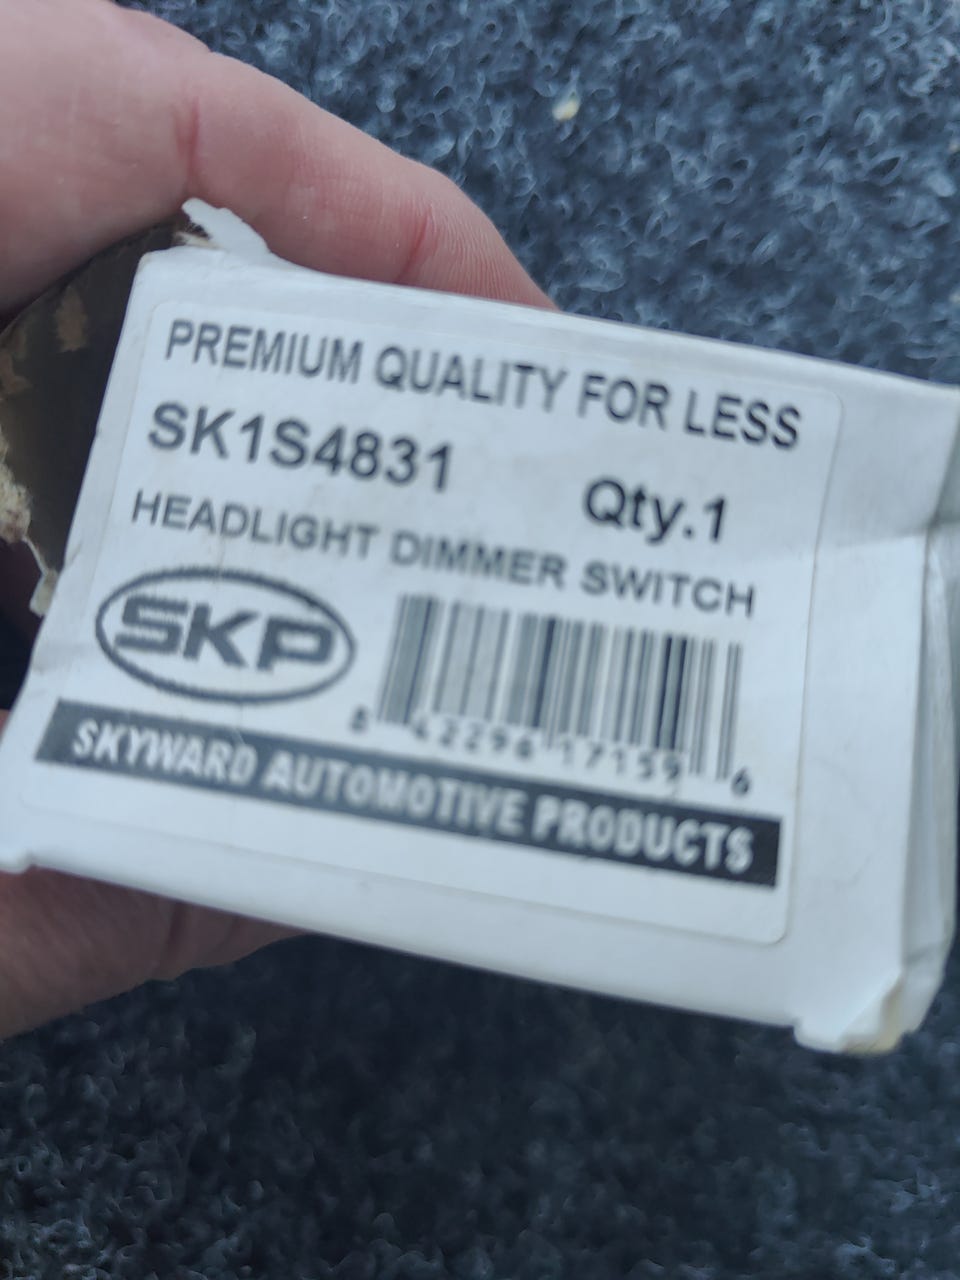 PREMIUM QUALITY FOR LESS
SK1S4831
Qty.1
HEADLIGHT DIMMER SWITCH
SKP
8 42296 17159 6
SKYWARD AUTOMOTIVE PRODUCTS